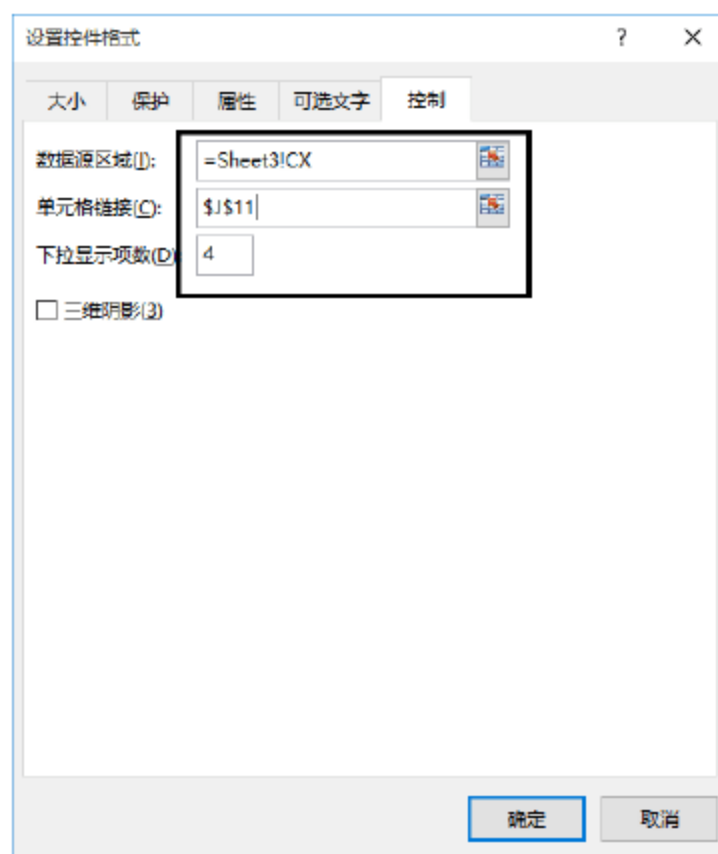 设置控件格式 ? ×
大小 保护 属性 可选文字 控制
数据源区域(I): =Sheet3!CX
单元格链接(C): $J$11
下拉显示项数(D 4
三维阴影(3)
确定 取消